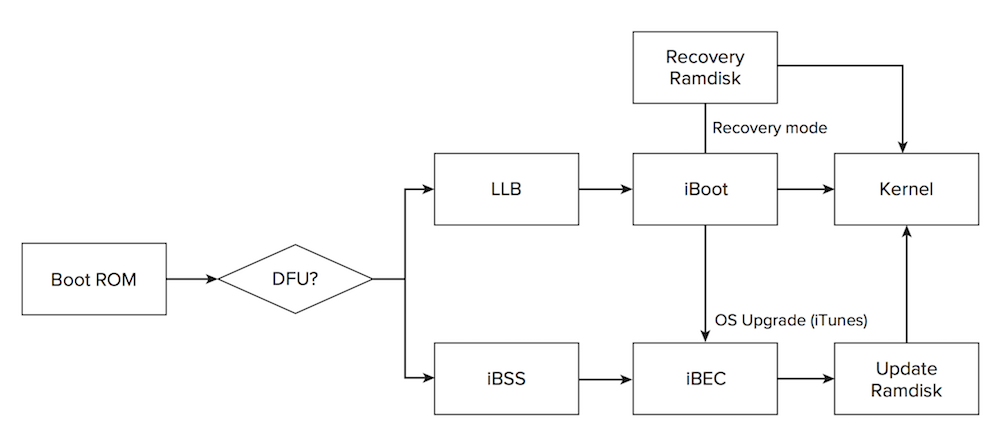 Recovery
Ramdisk
Recovery mode
LLB
iBoot
Kernel
Boot ROM
DFU?
OS Upgrade (iTunes)
iBSS
iBEC
Update
Ramdisk